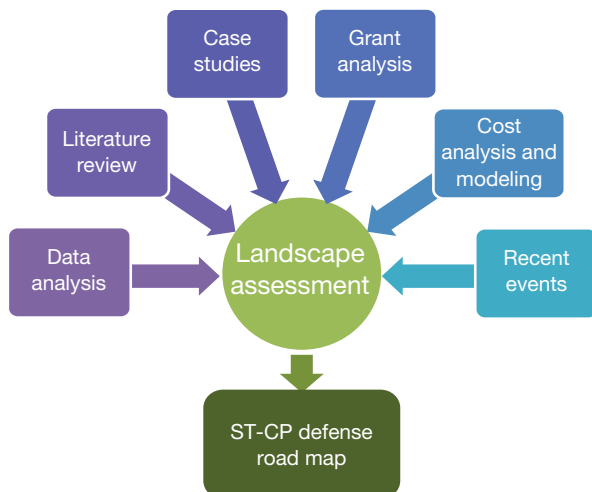 Case
studies
Grant
analysis
Literature
review
Cost
analysis and
modeling
Data
analysis
Landscape
assessment
Recent
events
ST-CP defense
road map